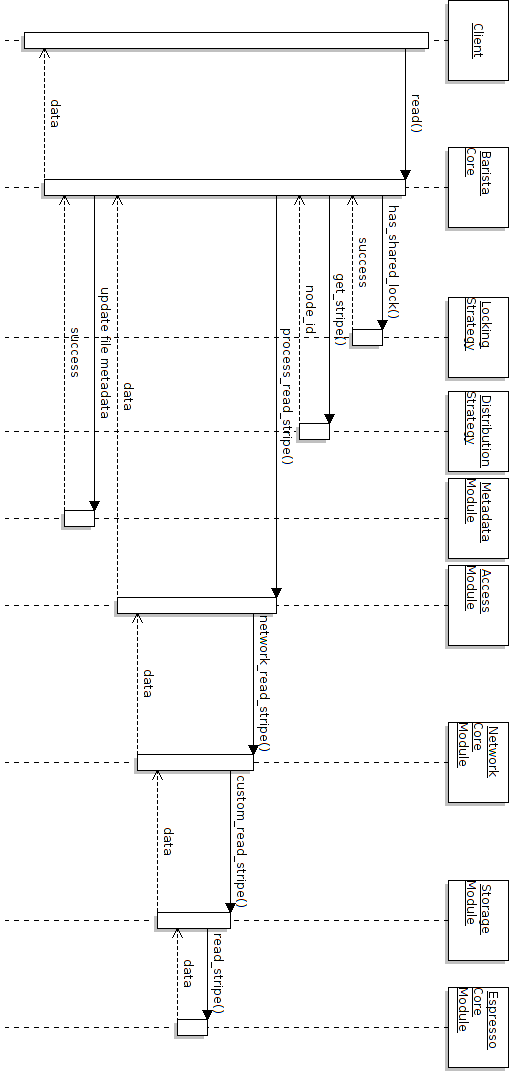 Client
Barista
Core
Locking
Strategy
Distribution
Strategy
Metadata
Module
Access
Module
Network
Core
Module
Storage
Module
Espresso
Core
Module
read()
has_shared_lock()
success
get_stripe()
node_id
process_read_stripe()
network_read_stripe()
custom_read_stripe()
read_stripe()
data
data
data
data
update file metadata
success
data